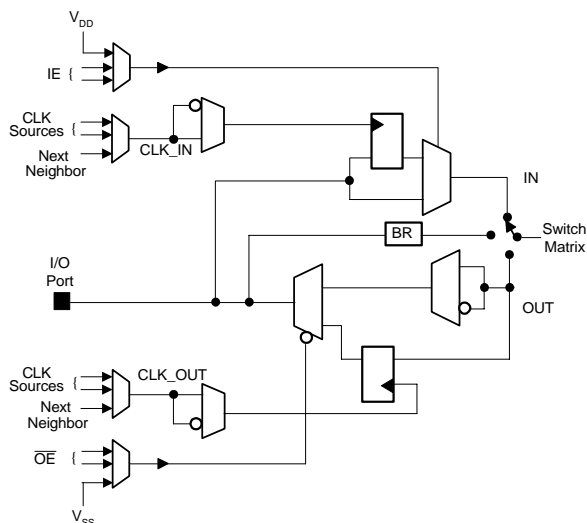 VDD
IE {
CLK
Sources {
Next
Neighbor
CLK_IN
IN
BR
Switch
Matrix
I/O
Port
OUT
CLK
Sources {
CLK_OUT
Next
Neighbor
OE {
VSS